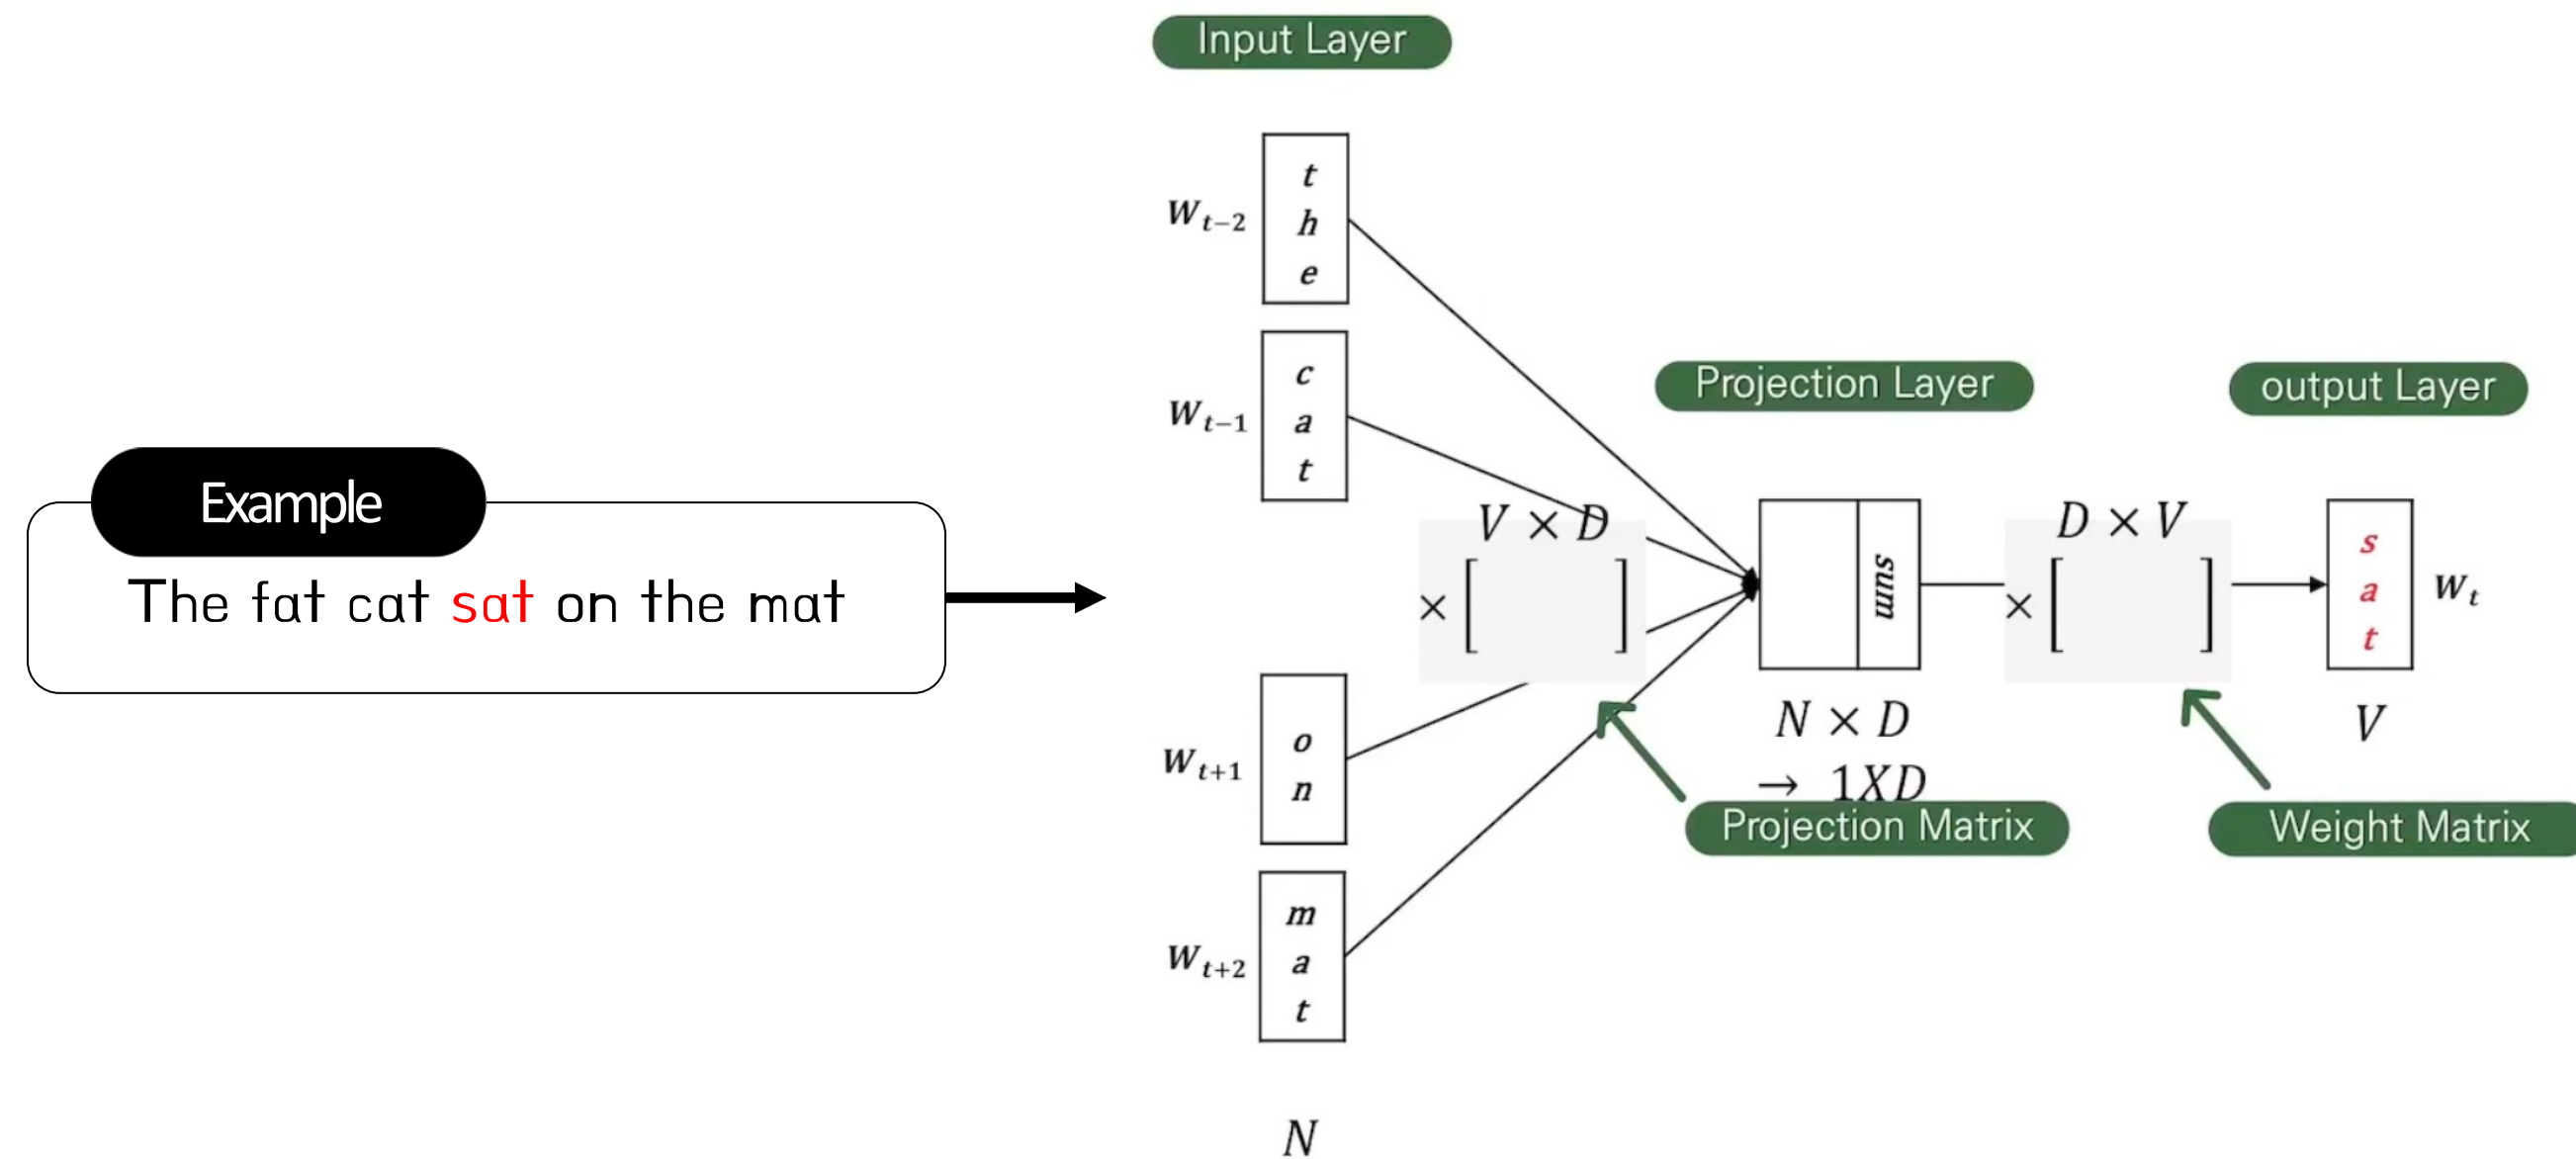 Example
The fat cat sat on the mat
Input Layer
w_{t-2}
t
h
e
w_{t-1}
c
a
t
w_{t+1}
o
n
w_{t+2}
m
a
t
N
V × D
× [ ]
Projection Layer
sum
N × D
→ 1XD
Projection Matrix
D × V
× [ ]
Weight Matrix
output Layer
s
a
t
w_t
V